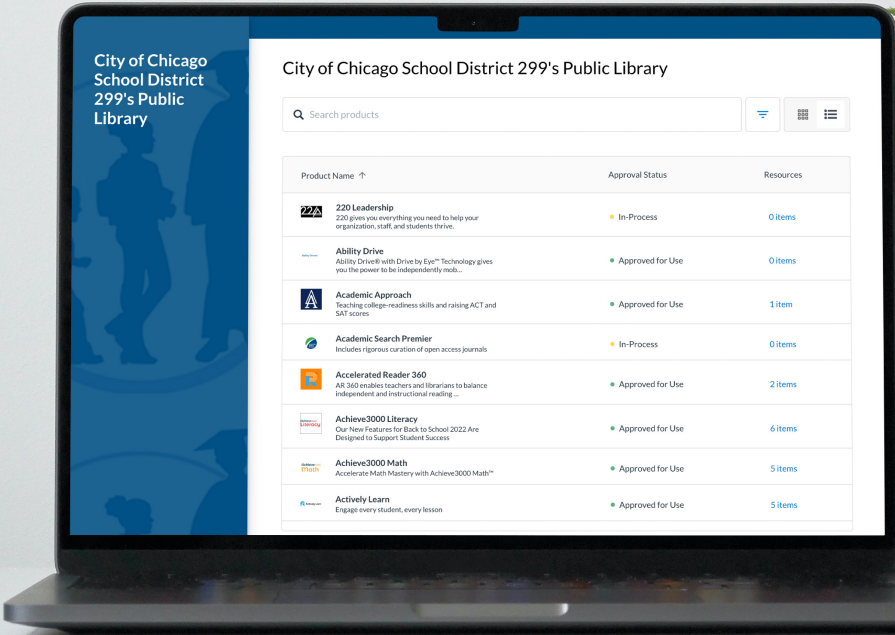 City of Chicago
School District
299's Public
Library
City of Chicago School District 299's Public Library
Search products
Product Name ↑
Approval Status
Resources
220 Leadership
220 gives you everything you need to help your
organization, staff, and students thrive.
In-Process
0 items
Ability Drive
Ability Drive® with Drive by Eye™ Technology gives
you the power to be independently mob...
Approved for Use
0 items
Academic Approach
Teaching college-readiness skills and raising ACT and
SAT scores
Approved for Use
1 item
Academic Search Premier
Includes rigorous curation of open access journals
In-Process
0 items
Accelerated Reader 360
AR 360 enables teachers and librarians to balance
independent and instructional reading ...
Approved for Use
2 items
Literacy
Achieve3000 Literacy
Our New Features for Back to School 2022 Are
Designed to Support Student Success
Approved for Use
6 items
Math
Achieve3000 Math
Accelerate Math Mastery with Achieve3000 Math™
Approved for Use
5 items
Actively Learn
Engage every student, every lesson
Approved for Use
5 items